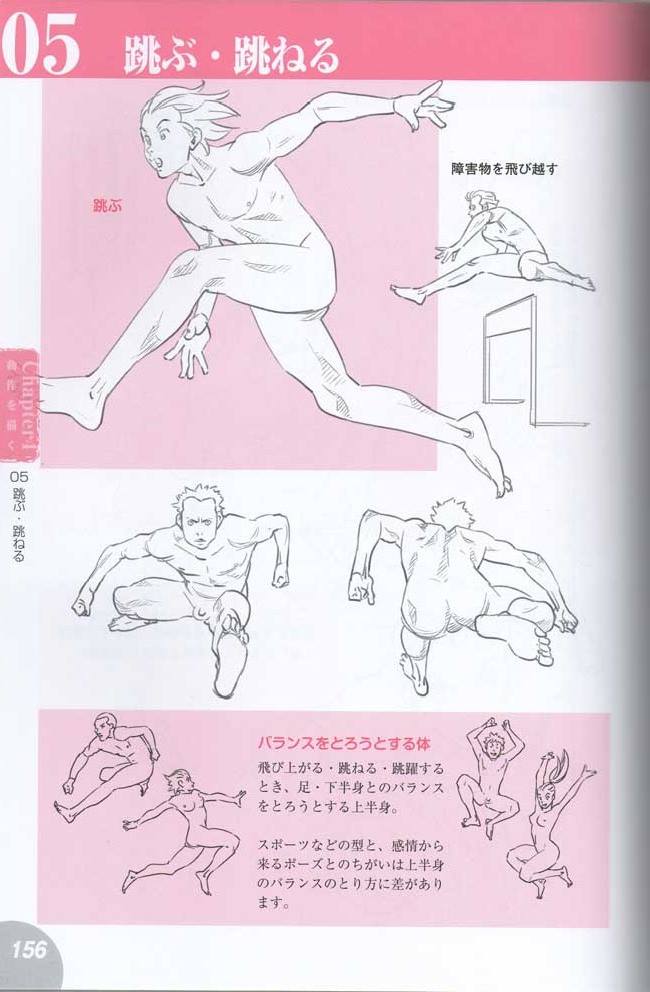 05 跳ぶ・跳ねる
跳ぶ
障害物を飛び越す
Chapter.1
動作を描く
05 跳ぶ・跳ねる
バランスをとろうとする体
飛び上がる・跳ねる・跳躍する
とき、足・下半身とのバランス
をとろうとする上半身。
スポーツなどの型と、感情から
来るポーズとのちがいは上半身
のバランスのとり方に差があり
ます。
156